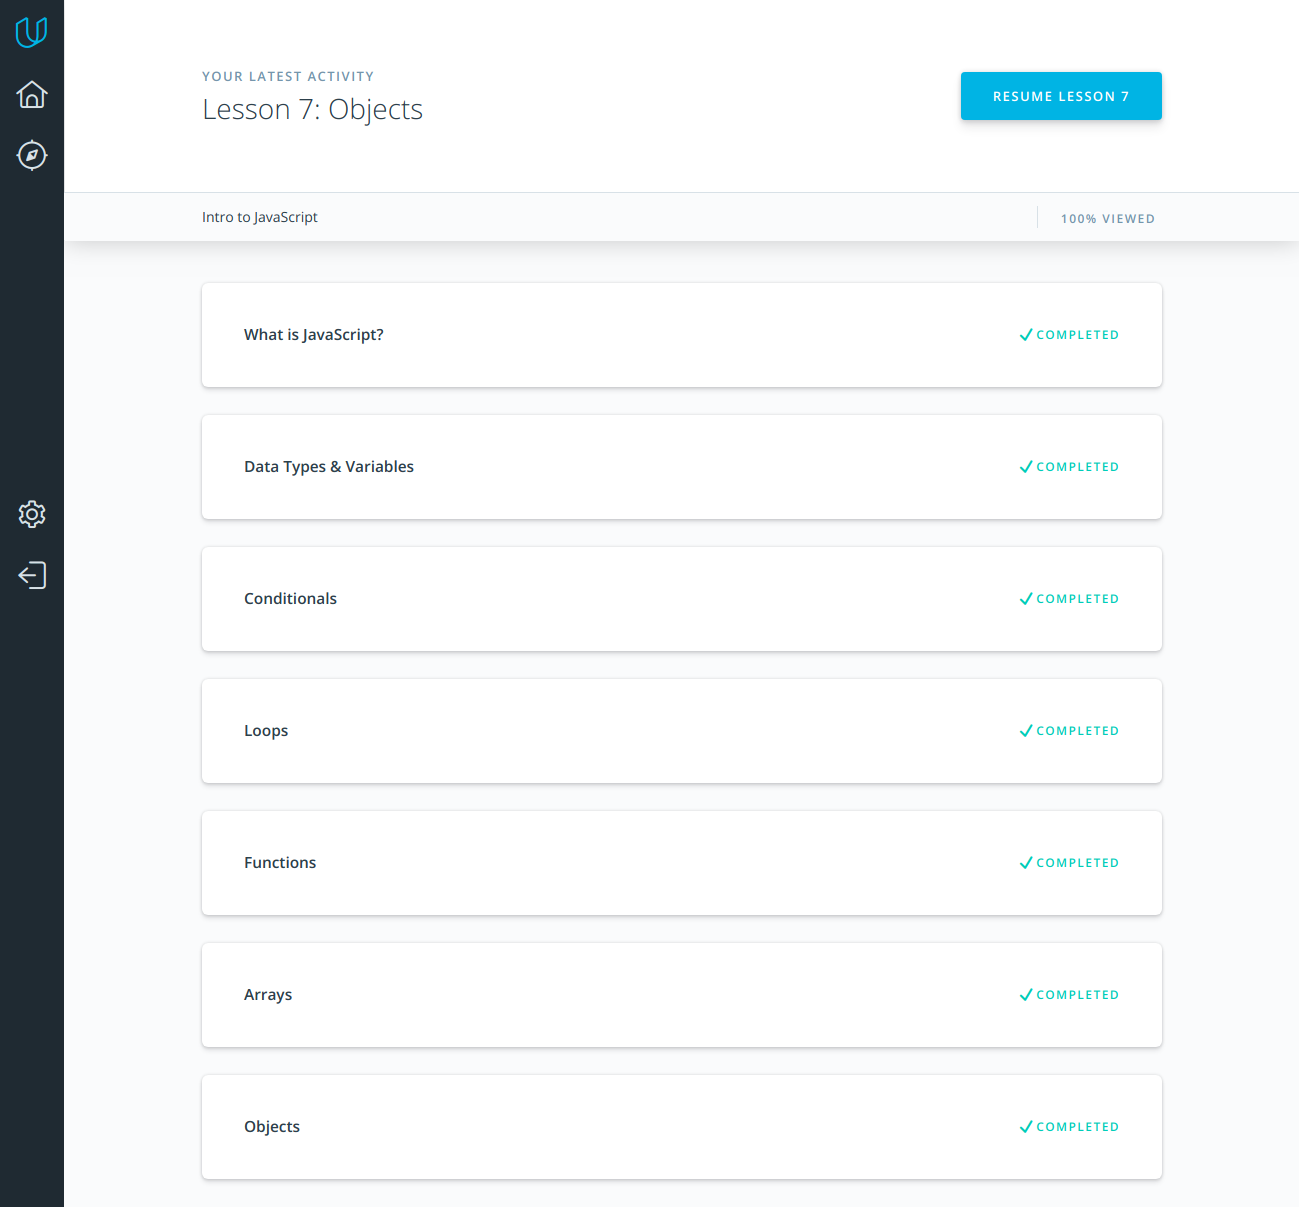 YOUR LATEST ACTIVITY
Lesson 7: Objects
RESUME LESSON 7
Intro to JavaScript
100% VIEWED
What is JavaScript?
COMPLETED
Data Types & Variables
COMPLETED
Conditionals
COMPLETED
Loops
COMPLETED
Functions
COMPLETED
Arrays
COMPLETED
Objects
COMPLETED